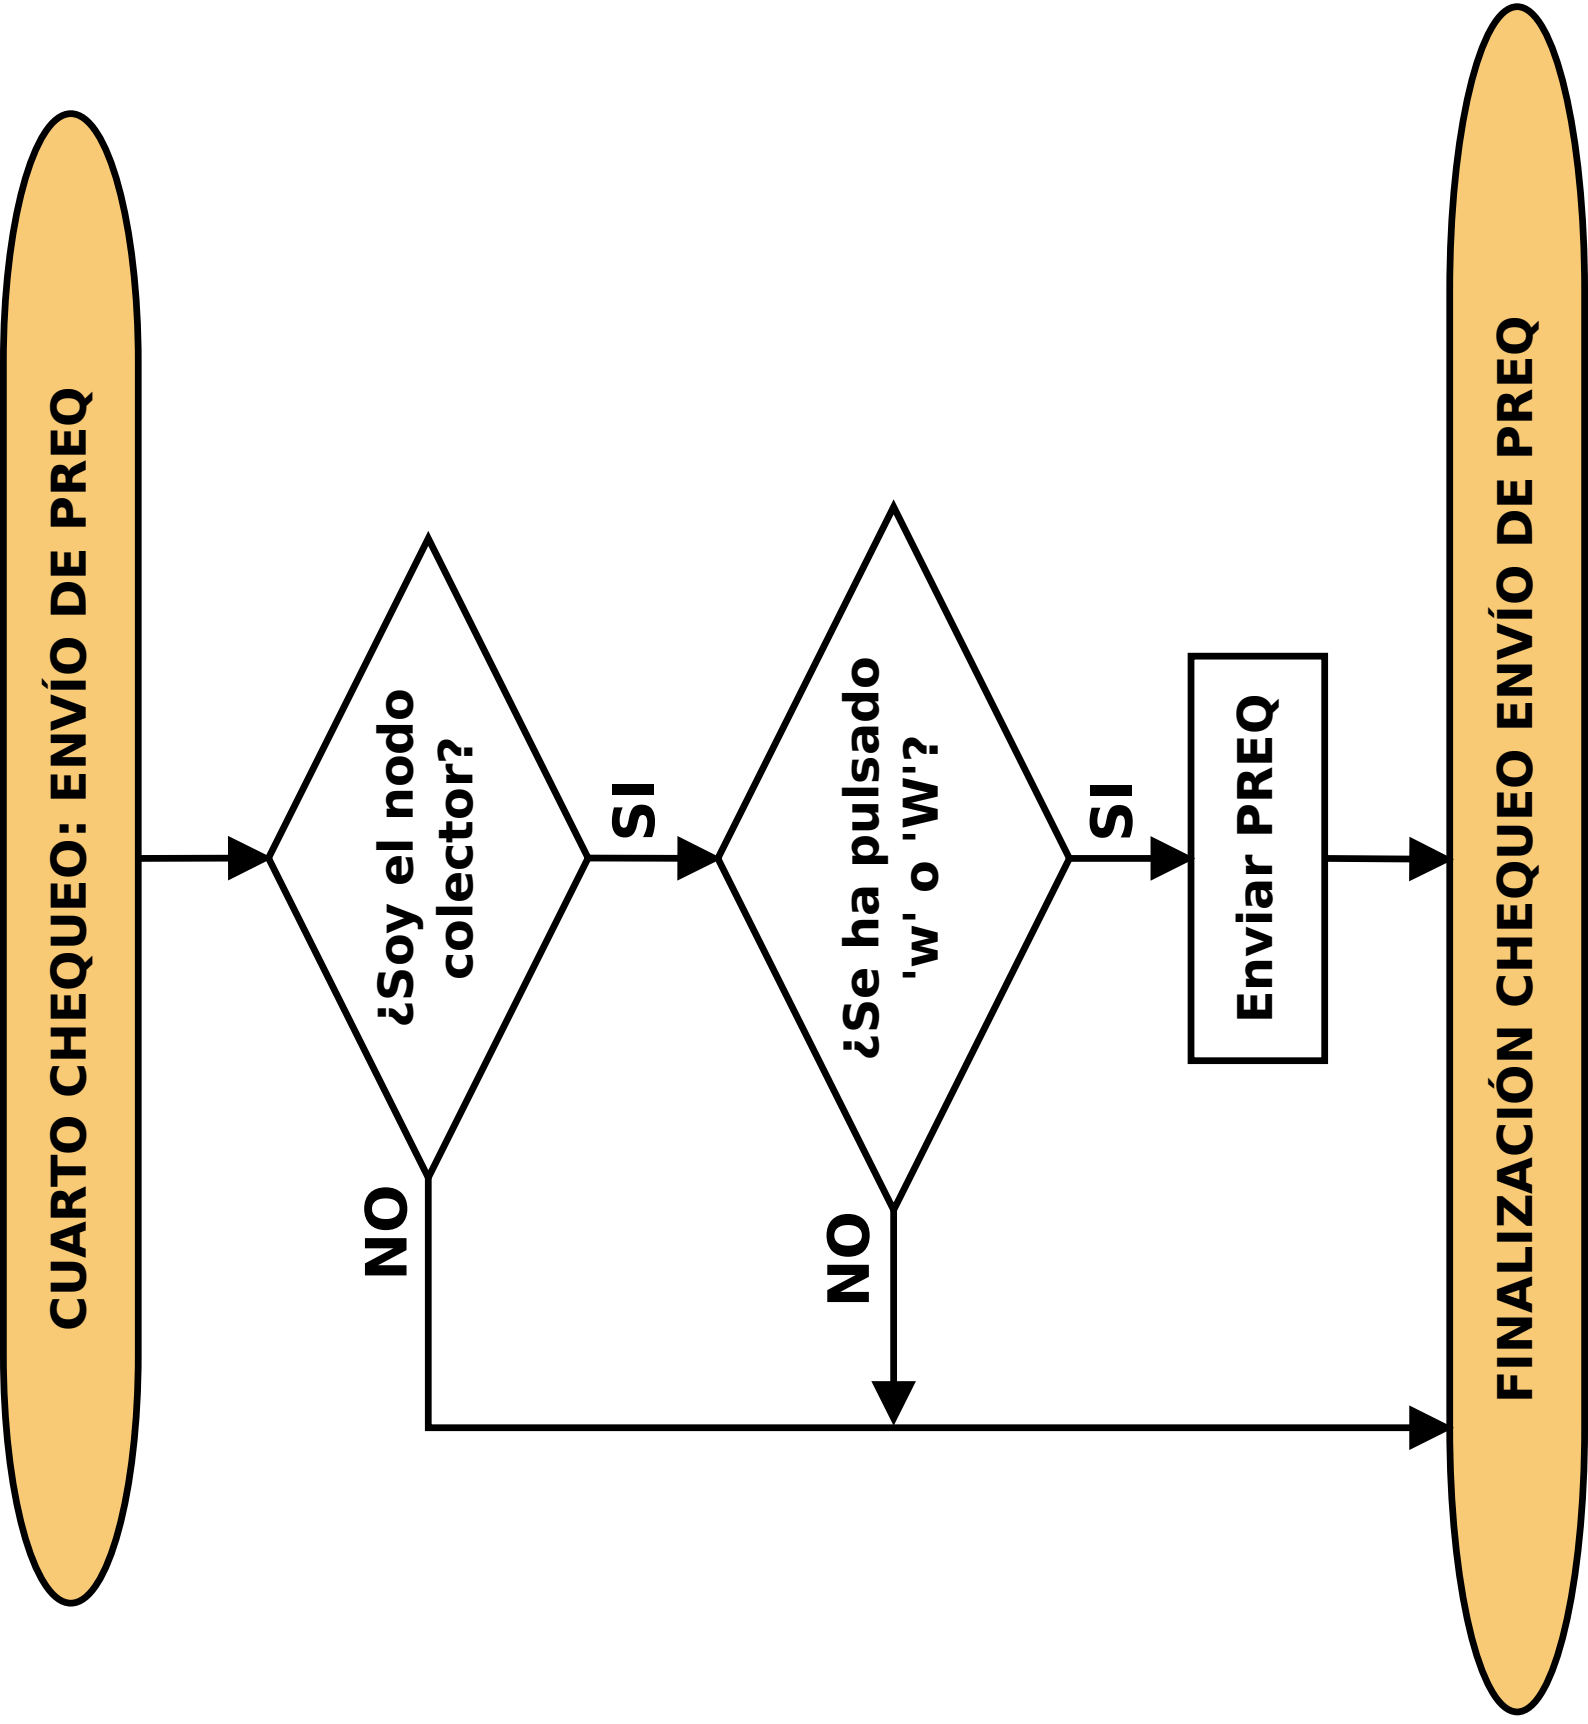 CUARTO CHEQUEO: ENVÍO DE PREQ
¿Soy el nodo
colector?
NO
SI
¿Se ha pulsado
'w' o 'W'?
NO
SI
Enviar PREQ
FINALIZACIÓN CHEQUEO ENVÍO DE PREQ